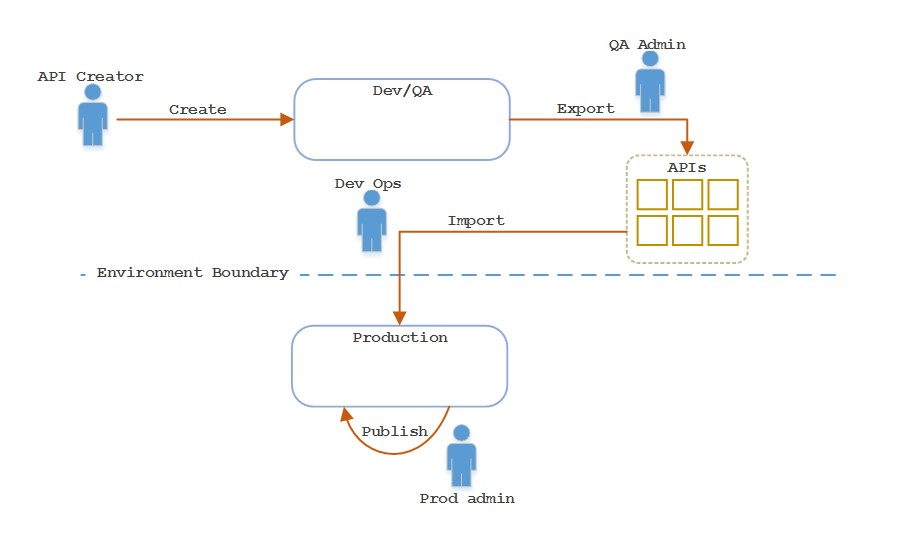 QA Admin
API Creator
Dev/QA
Create
Export
APIs
Dev Ops
Import
Environment Boundary
Production
Publish
Prod admin